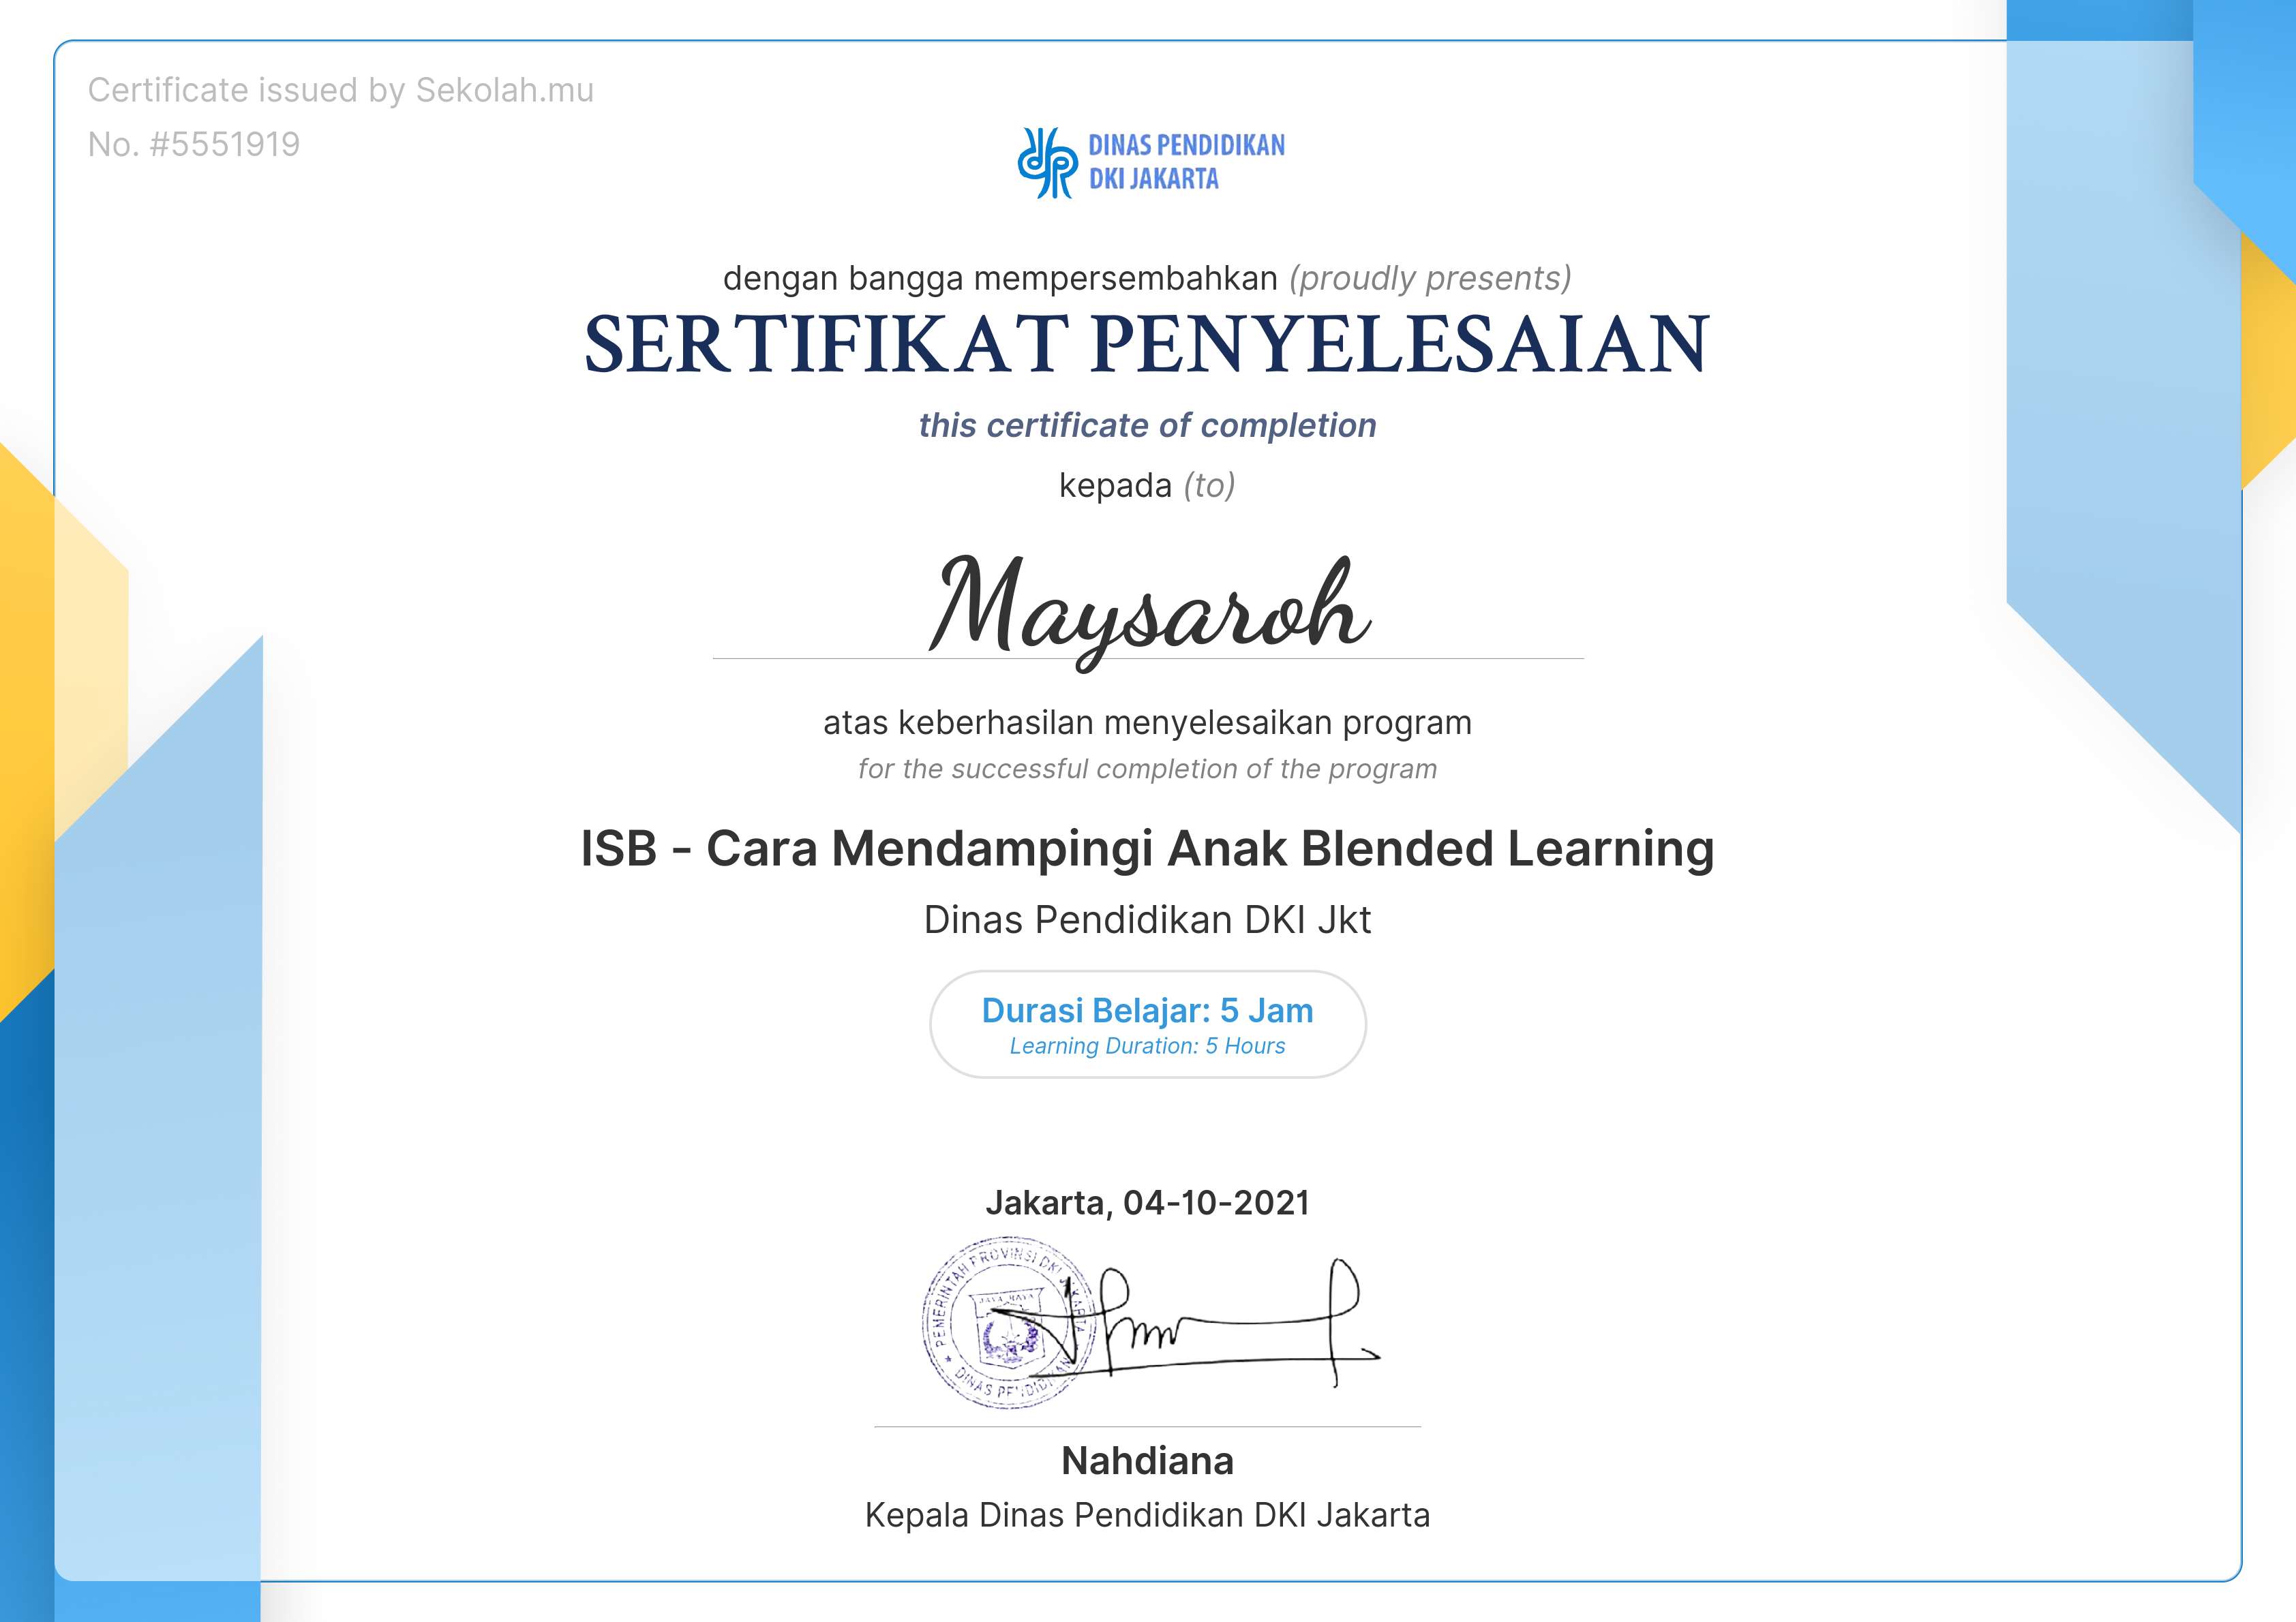 Certificate issued by Sekolah.mu
No. #5551919
DINAS PENDIDIKAN
DKI JAKARTA
dengan bangga mempersembahkan (proudly presents)
SERTIFIKAT PENYELESAIAN
this certificate of completion
kepada (to)
Maysaroh
atas keberhasilan menyelesaikan program
for the successful completion of the program
ISB - Cara Mendampingi Anak Blended Learning
Dinas Pendidikan DKI Jkt
Durasi Belajar: 5 Jam
Learning Duration: 5 Hours
Jakarta, 04-10-2021
PEMERINTAH PROVINSI DKI JAKARTA
JAYA RAYA
DINAS PENDIDIKAN
Nahdiana
Kepala Dinas Pendidikan DKI Jakarta